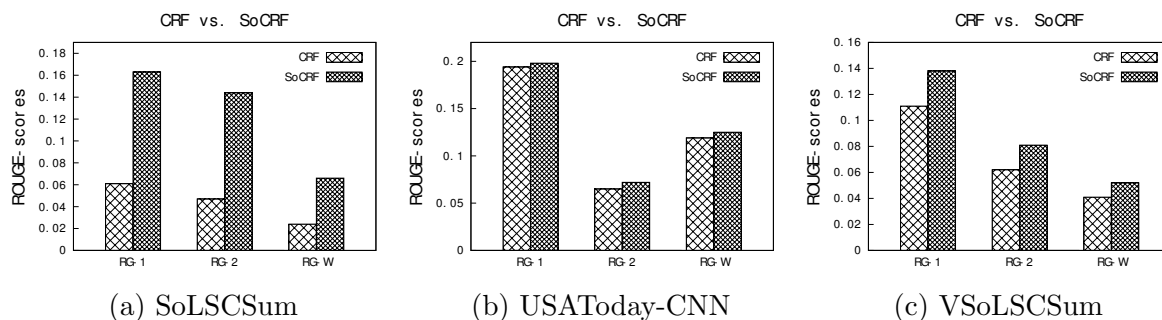 CRF vs. SoCRF
ROUGE-scores
0.18
0.16
0.14
0.12
0.1
0.08
0.06
0.04
0.02
0
CRF
SoCRF
RG-1 RG-2 RG-W
(a) SoLSCSum
CRF vs. SoCRF
ROUGE-scores
0.2
0.15
0.1
0.05
0
CRF
SoCRF
RG-1 RG-2 RG-W
(b) USAToday-CNN
CRF vs. SoCRF
ROUGE-scores
0.16
0.14
0.12
0.1
0.08
0.06
0.04
0.02
0
CRF
SoCRF
RG-1 RG-2 RG-W
(c) VSoLSCSum